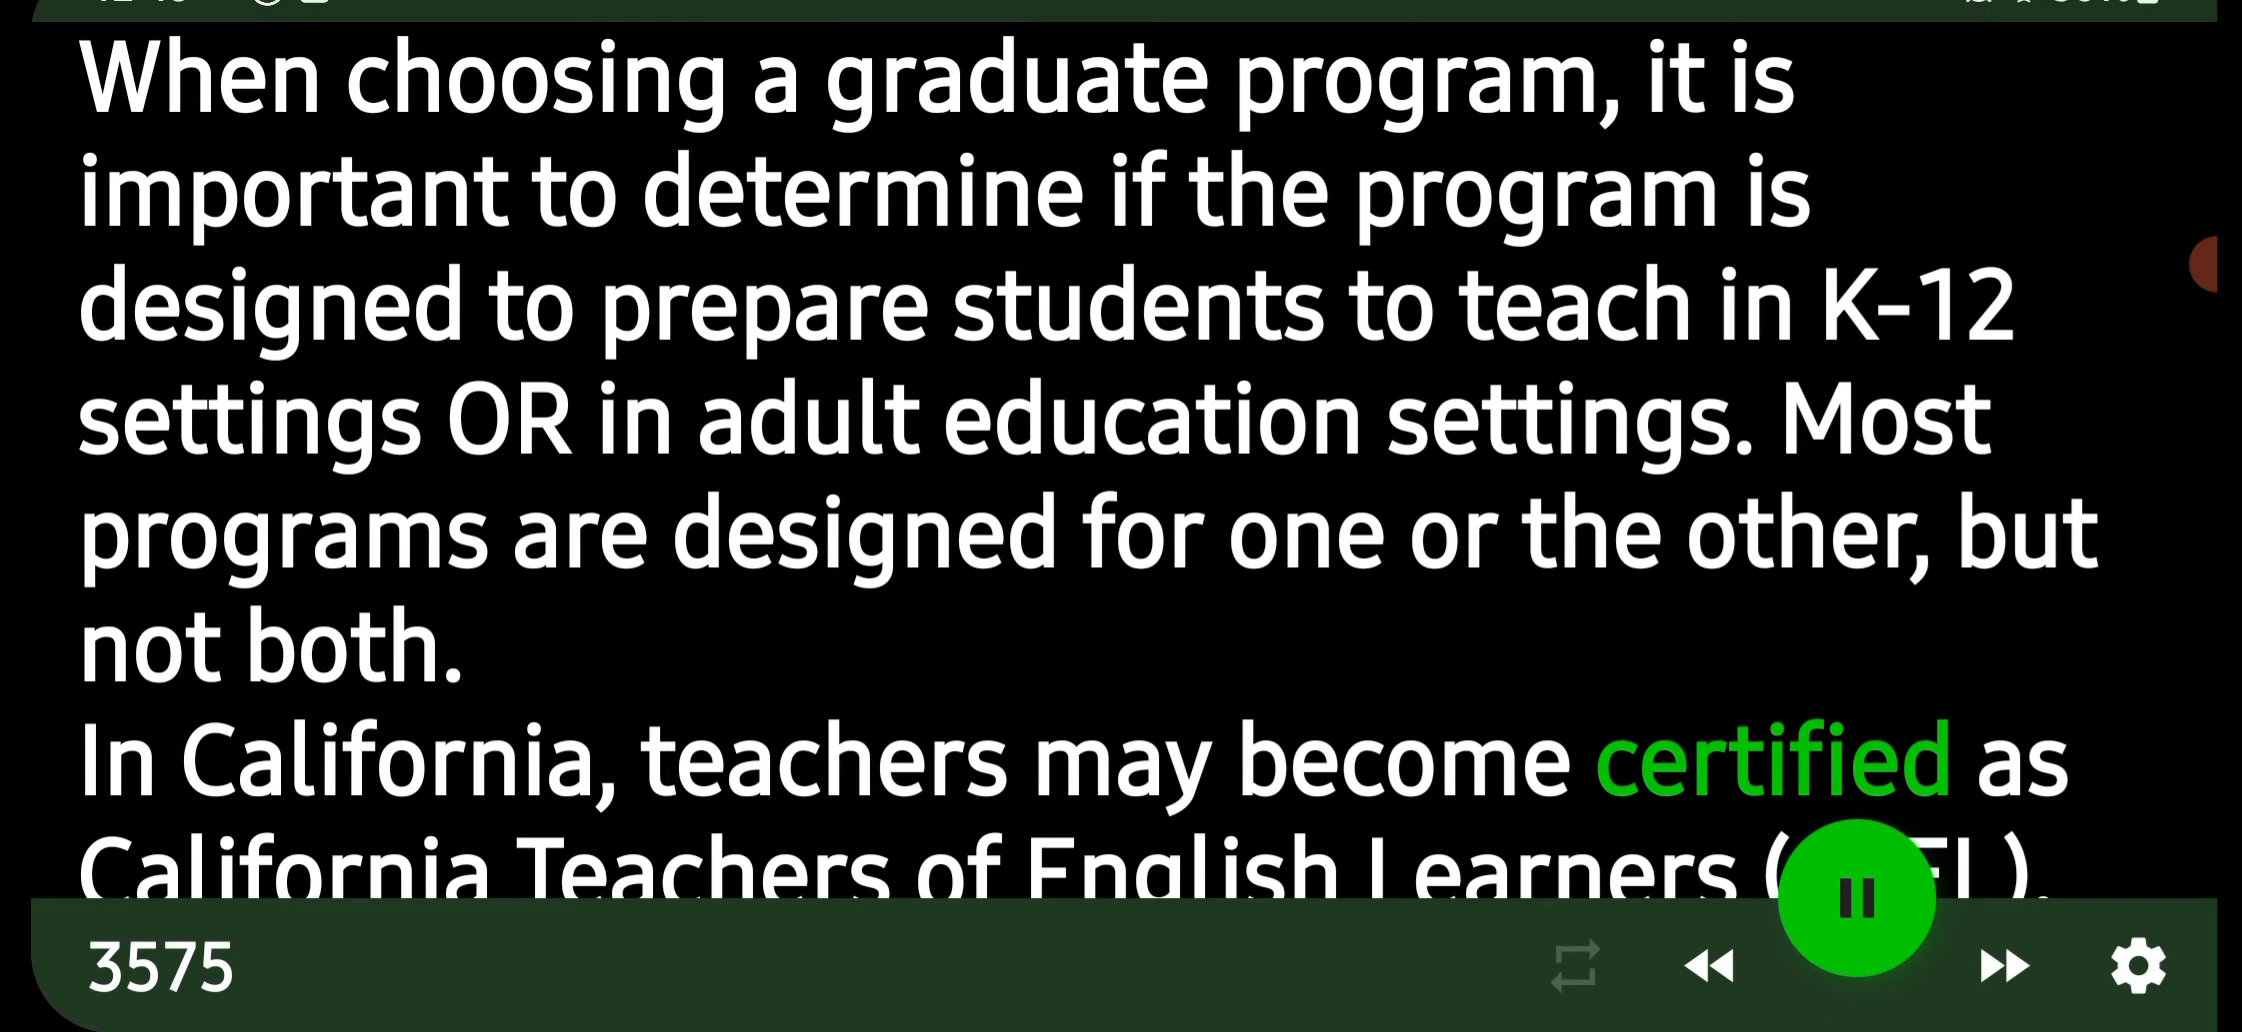 When choosing a graduate program, it is
important to determine if the program is
designed to prepare students to teach in K-12
settings OR in adult education settings. Most
programs are designed for one or the other, but
not both.
In California, teachers may become certified as
California Teachers of English Learners (
3575